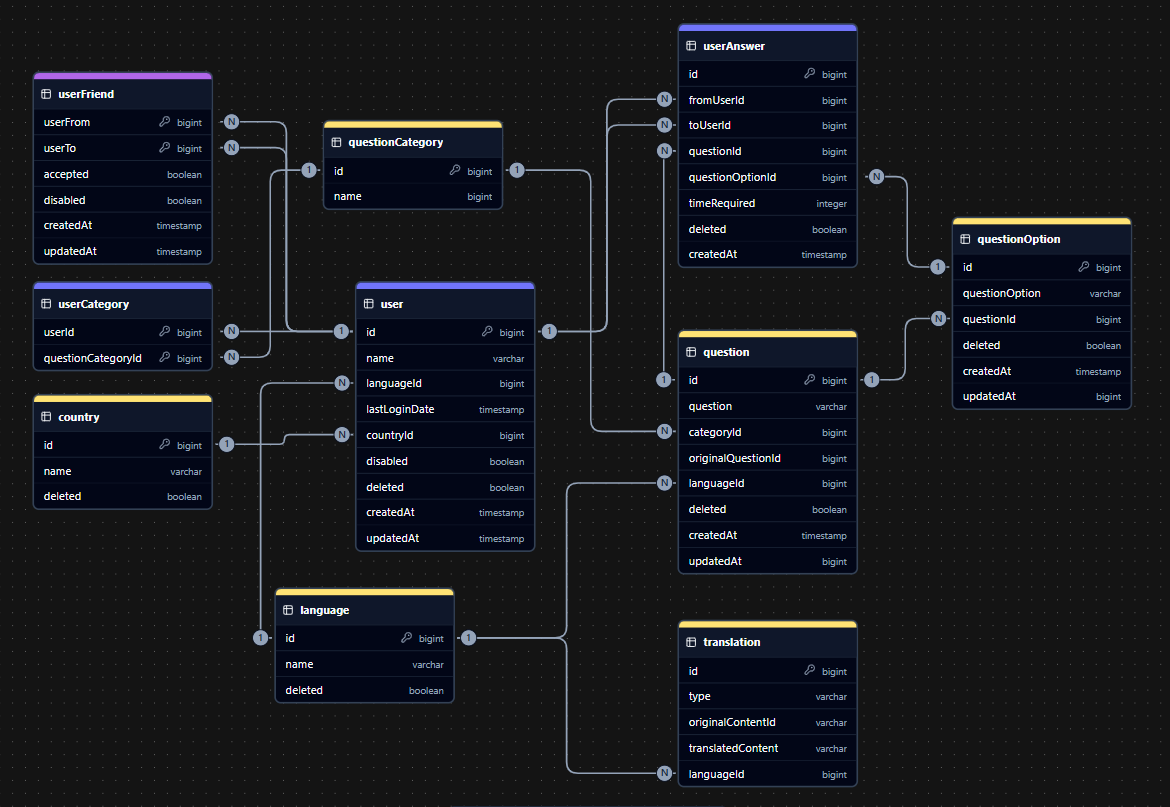 userFriend
userFrom bigint
userTo bigint
accepted boolean
disabled boolean
createdAt timestamp
updatedAt timestamp
N
N
userCategory
userId bigint
questionCategoryId bigint
N
N
country
id bigint
name varchar
deleted boolean
1
questionCategory
id bigint
name bigint
1
1
user
id bigint
name varchar
languageId bigint
lastLoginDate timestamp
countryId bigint
disabled boolean
deleted boolean
createdAt timestamp
updatedAt timestamp
1
1
N
N
language
id bigint
name varchar
deleted boolean
1
1
userAnswer
id bigint
fromUserId bigint
toUserId bigint
questionId bigint
questionOptionId bigint
timeRequired integer
deleted boolean
createdAt timestamp
N
N
N
N
question
id bigint
question varchar
categoryId bigint
originalQuestionId bigint
languageId bigint
deleted boolean
createdAt timestamp
updatedAt bigint
1
1
N
N
translation
id bigint
type varchar
originalContentId varchar
translatedContent varchar
languageId bigint
N
questionOption
id bigint
questionOption varchar
questionId bigint
deleted boolean
createdAt timestamp
updatedAt bigint
1
N